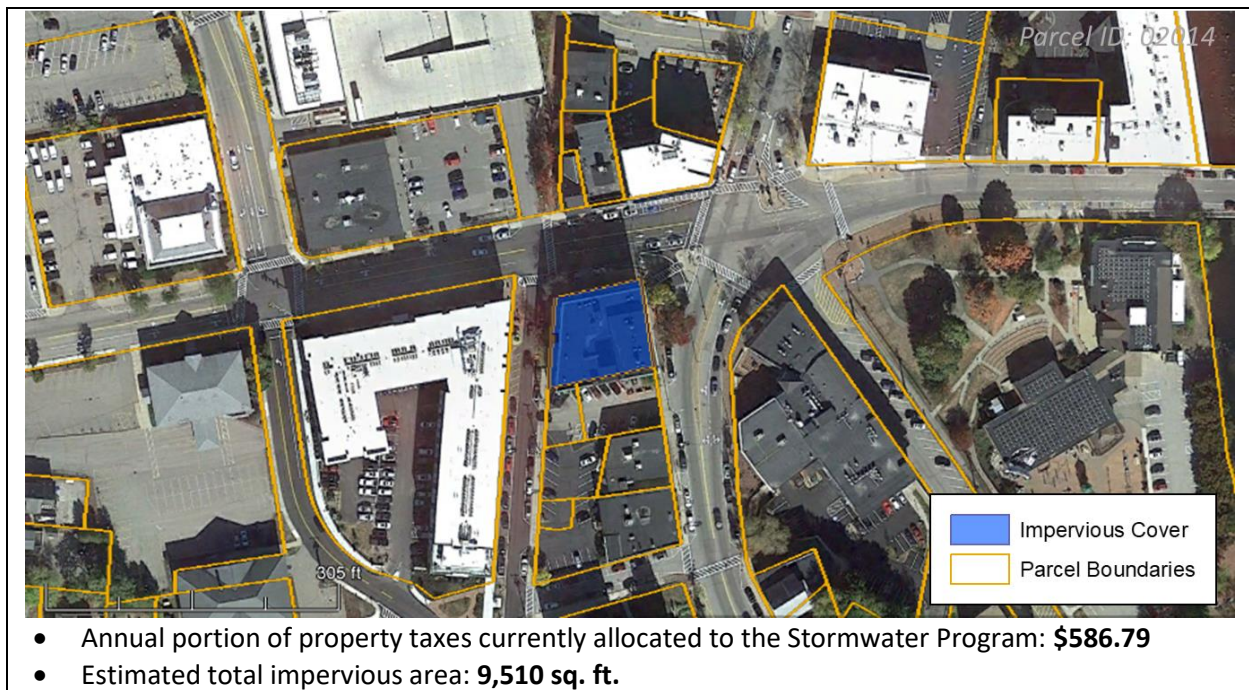 Parcel ID: 02014
Impervious Cover
Parcel Boundaries
305 ft
• Annual portion of property taxes currently allocated to the Stormwater Program: $586.79
• Estimated total impervious area: 9,510 sq. ft.